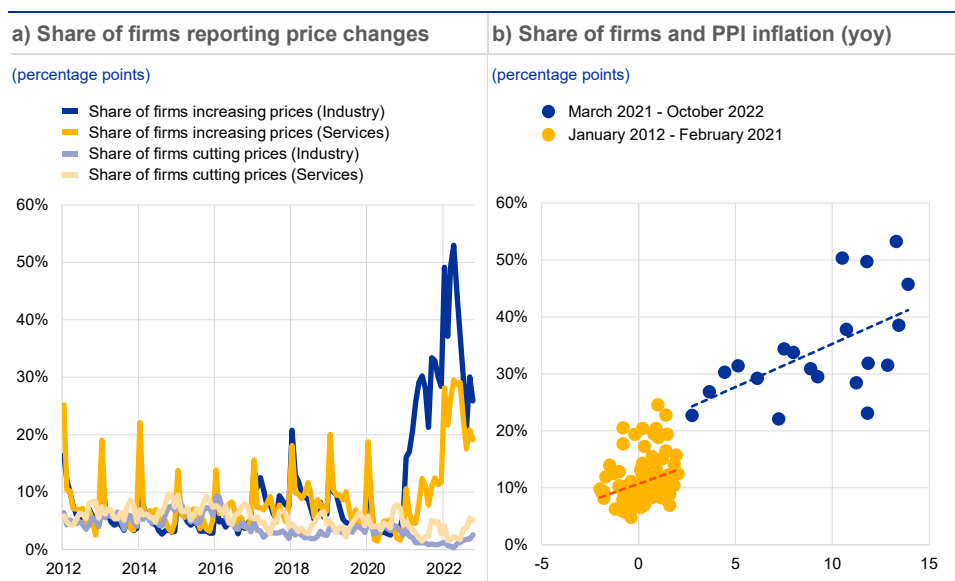 a) Share of firms reporting price changes
(percentage points)
Share of firms increasing prices (Industry)
Share of firms increasing prices (Services)
Share of firms cutting prices (Industry)
Share of firms cutting prices (Services)
60%
50%
40%
30%
20%
10%
0%
2012 2014 2016 2018 2020 2022
b) Share of firms and PPI inflation (yoy)
(percentage points)
March 2021 - October 2022
January 2012 - February 2021
60%
50%
40%
30%
20%
10%
0%
-5 0 5 10 15